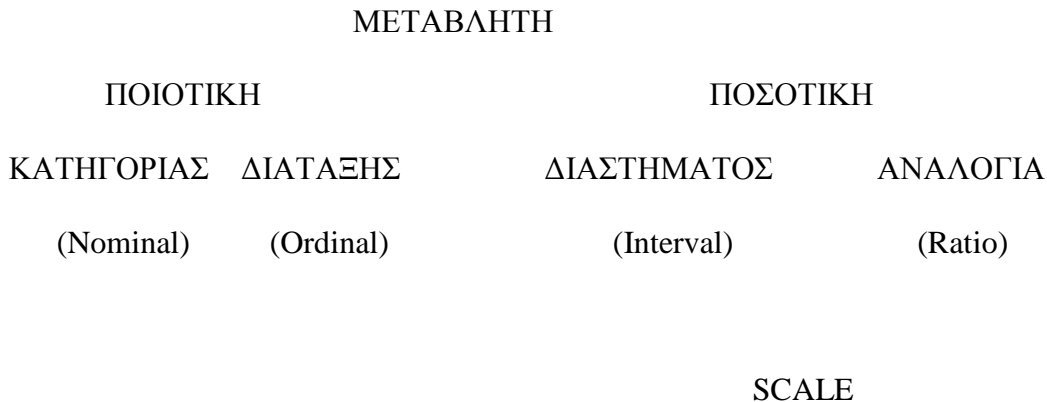 ΜΕΤΑΒΛΗΤΗ
ΠΟΙΟΤΙΚΗ ΠΟΣΟΤΙΚΗ
ΚΑΤΗΓΟΡΙΑΣ ΔΙΑΤΑΞΗΣ ΔΙΑΣΤΗΜΑΤΟΣ ΑΝΑΛΟΓΙΑ
(Nominal) (Ordinal) (Interval) (Ratio)
SCALE